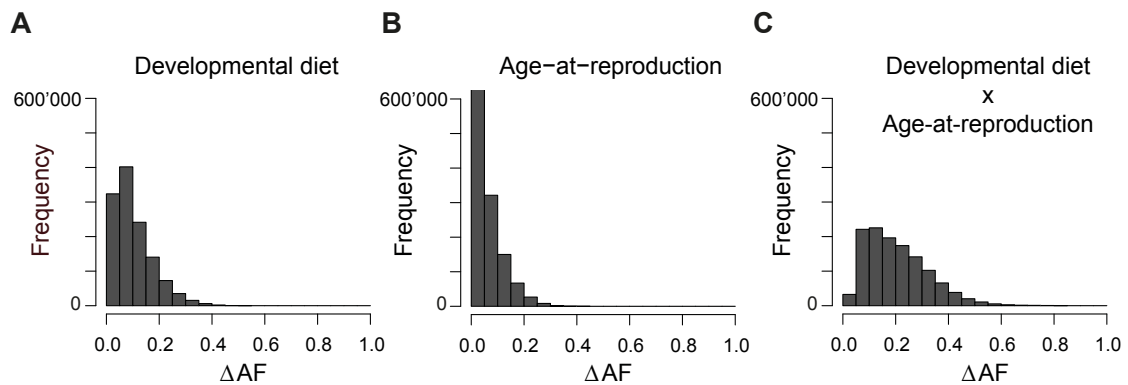 A
Developmental diet
600'000
Frequency
0
0.0 0.2 0.4 0.6 0.8 1.0
ΔAF
B
Age−at−reproduction
600'000
Frequency
0
0.0 0.2 0.4 0.6 0.8 1.0
ΔAF
C
Developmental diet
x
Age-at-reproduction
600'000
Frequency
0
0.0 0.2 0.4 0.6 0.8 1.0
ΔAF